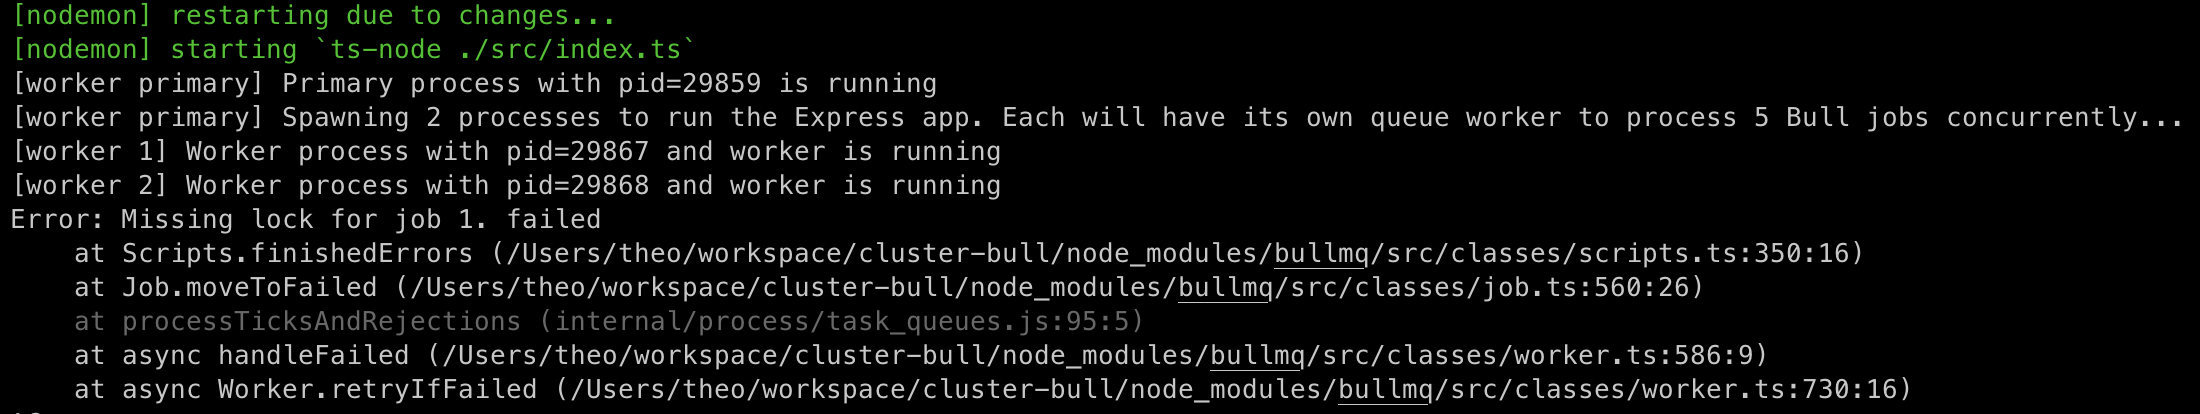 [nodemon] restarting due to changes...
[nodemon] starting `ts-node ./src/index.ts`
[worker primary] Primary process with pid=29859 is running
[worker primary] Spawning 2 processes to run the Express app. Each will have its own queue worker to process 5 Bull jobs concurrently...
[worker 1] Worker process with pid=29867 and worker is running
[worker 2] Worker process with pid=29868 and worker is running
Error: Missing lock for job 1. failed
    at Scripts.finishedErrors (/Users/theo/workspace/cluster-bull/node_modules/bullmq/src/classes/scripts.ts:350:16)
    at Job.moveToFailed (/Users/theo/workspace/cluster-bull/node_modules/bullmq/src/classes/job.ts:560:26)
    at processTicksAndRejections (internal/process/task_queues.js:95:5)
    at async handleFailed (/Users/theo/workspace/cluster-bull/node_modules/bullmq/src/classes/worker.ts:586:9)
    at async Worker.retryIfFailed (/Users/theo/workspace/cluster-bull/node_modules/bullmq/src/classes/worker.ts:730:16)